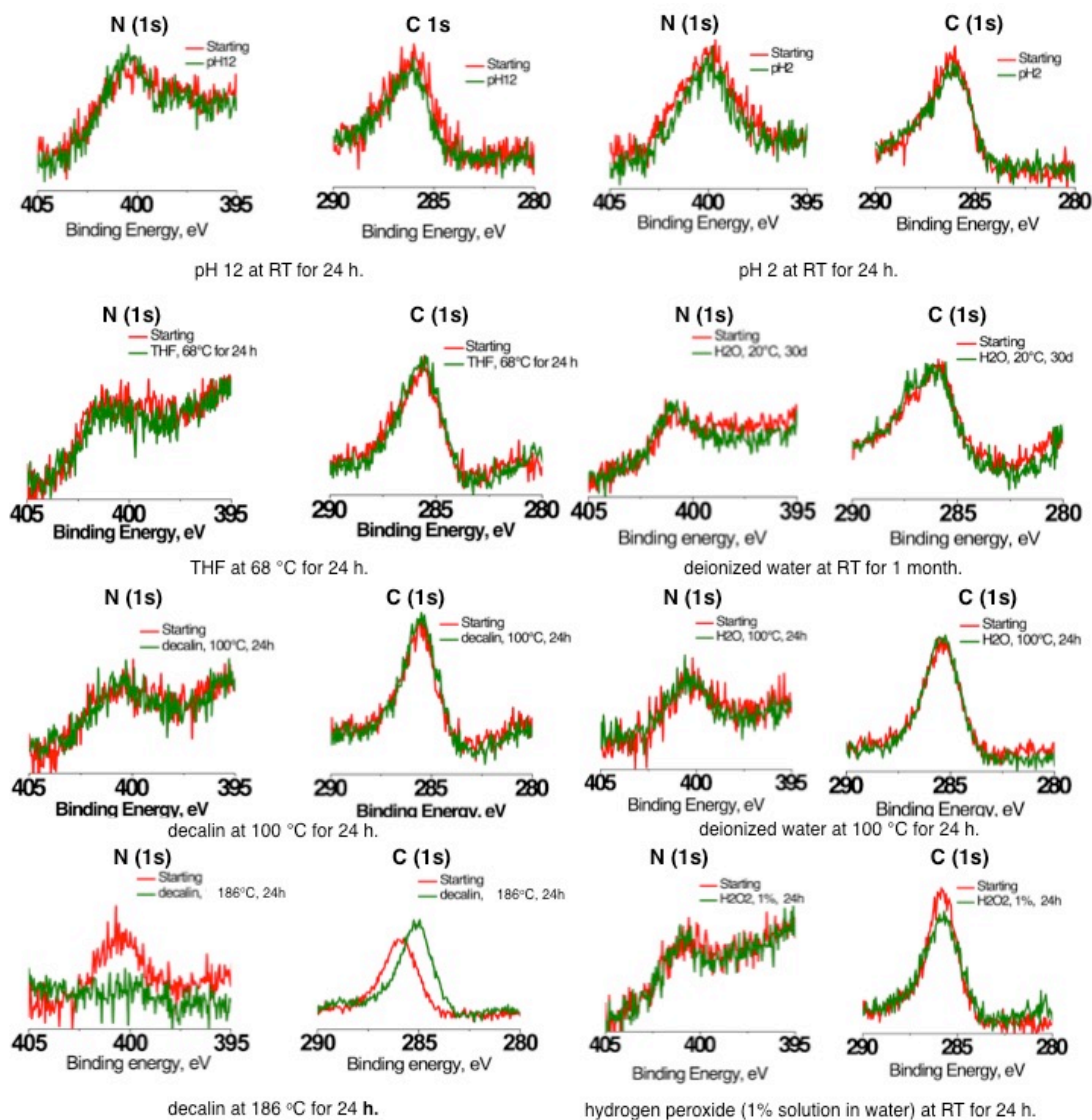 N (1s)
C 1s
N (1s)
C (1s)
Starting
pH12
Starting
pH12
Starting
pH2
Starting
pH2
405 400 395
290 285 280
405 400 395
290 285 280
Binding Energy, eV
Binding Energy, eV
Binding Energy, eV
Binding Energy, eV
pH 12 at RT for 24 h.
pH 2 at RT for 24 h.
N (1s)
C (1s)
N (1s)
C (1s)
Starting
THF, 68°C for 24 h
Starting
THF, 68°C for 24 h
Starting
H2O, 20°C, 30d
Starting
H2O, 20°C, 30d
405 400 395
290 285 280
405 400 395
290 285 280
Binding Energy, eV
Binding Energy, eV
Binding energy, eV
Binding energy, eV
THF at 68 °C for 24 h.
deionized water at RT for 1 month.
N (1s)
C (1s)
N (1s)
C (1s)
Starting
decalin, 100°C, 24h
Starting
decalin, 100°C, 24h
Starting
H2O, 100°C, 24h
Starting
H2O, 100°C, 24h
405 400 395
290 285 280
405 400 395
290 285 280
Binding Energy, eV
Binding Energy, eV
Binding Energy, eV
Binding Energy, eV
decalin at 100 °C for 24 h.
deionized water at 100 °C for 24 h.
N (1s)
C (1s)
N (1s)
C (1s)
Starting
decalin, 186°C, 24h
Starting
decalin, 186°C, 24h
Starting
H2O2, 1%, 24h
Starting
H2O2, 1%, 24h
405 400 395
290 285 280
405 400 395
290 285 280
Binding energy, eV
Binding energy, eV
Binding Energy, eV
Binding Energy, eV
decalin at 186 °C for 24 h.
hydrogen peroxide (1% solution in water) at RT for 24 h.